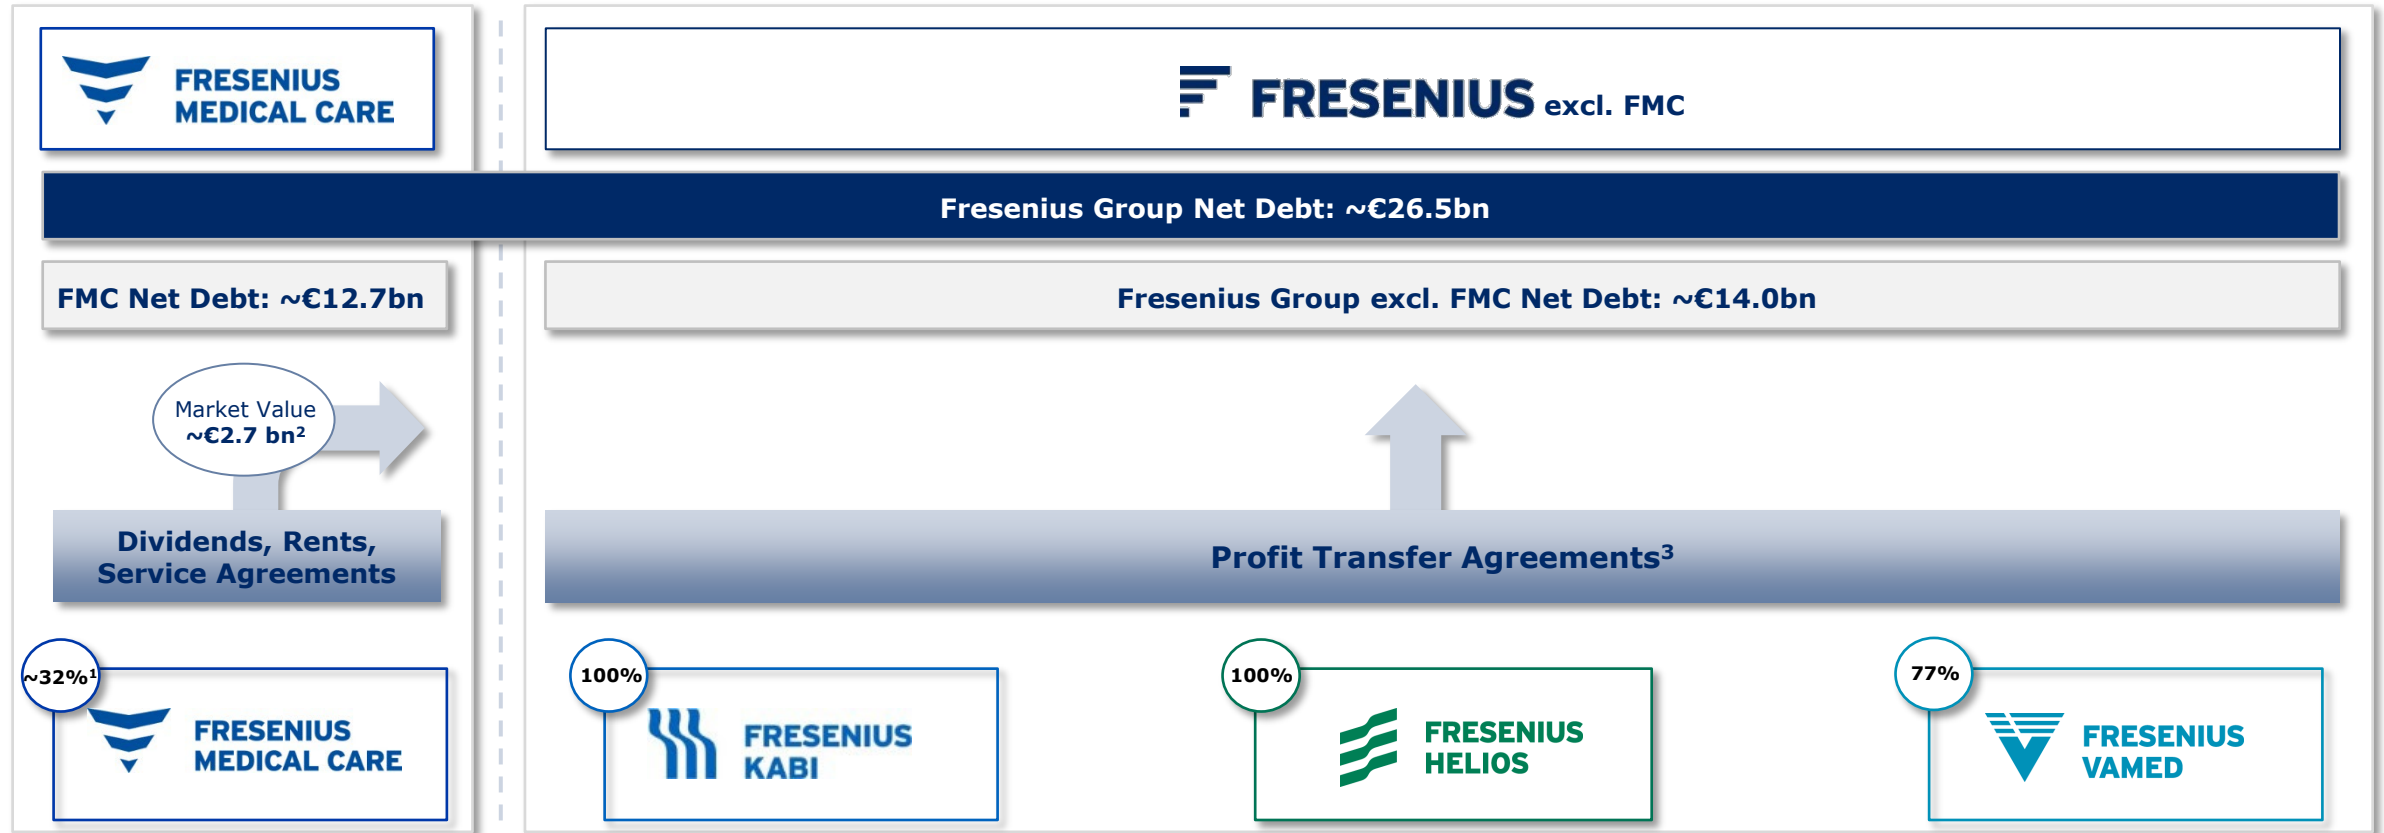 FRESENIUS
MEDICAL CARE
FRESENIUS excl. FMC
Fresenius Group Net Debt: ~€26.5bn
FMC Net Debt: ~€12.7bn
Fresenius Group excl. FMC Net Debt: ~€14.0bn
Market Value
~€2.7 bn²
Dividends, Rents,
Service Agreements
Profit Transfer Agreements³
~32%¹
FRESENIUS
MEDICAL CARE
100%
FRESENIUS
KABI
100%
FRESENIUS
HELIOS
77%
FRESENIUS
VAMED